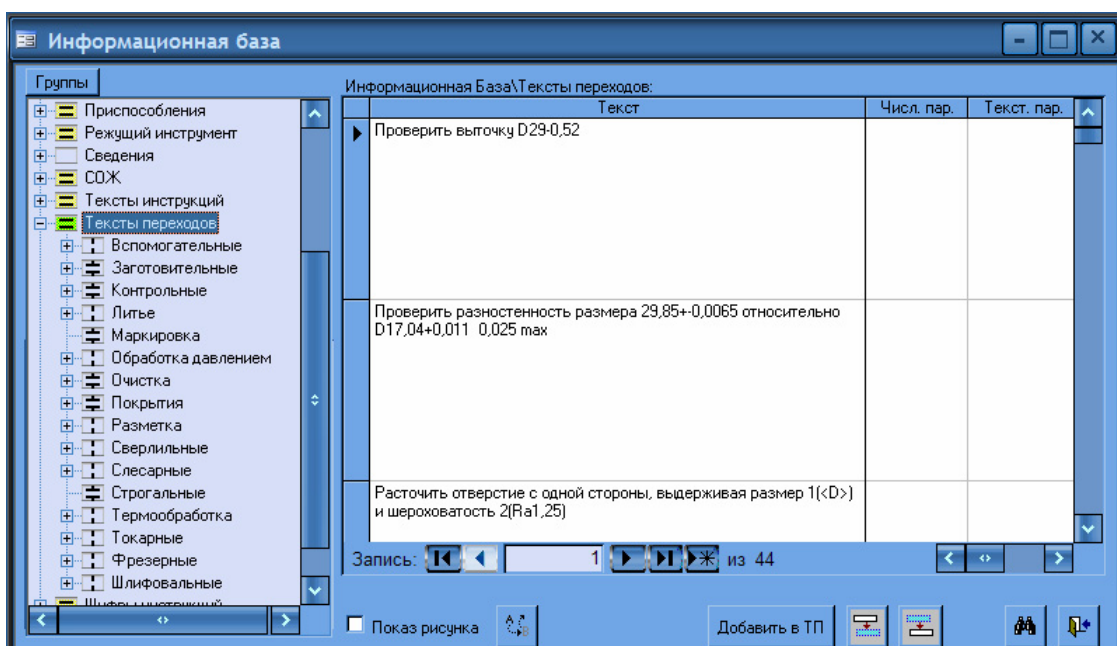 Информационная база
Группы
Приспособления
Режущий инструмент
Сведения
СОЖ
Тексты инструкций
Тексты переходов
Вспомогательные
Заготовительные
Контрольные
Литье
Маркировка
Обработка давлением
Очистка
Покрытия
Разметка
Сверлильные
Слесарные
Строгальные
Термообработка
Токарные
Фрезерные
Шлифовальные
Шифры инструкций
Информационная База\Тексты переходов:
Текст Числ. пар. Текст. пар.
Проверить выточку D29-0,52
Проверить разностенность размера 29,85+-0,0065 относительно
D17,04+0,011 0,025 max
Расточить отверстие с одной стороны, выдерживая размер 1(<D>)
и шероховатость 2(Ra1,25)
Запись: 1 из 44
Показ рисунка Добавить в ТП